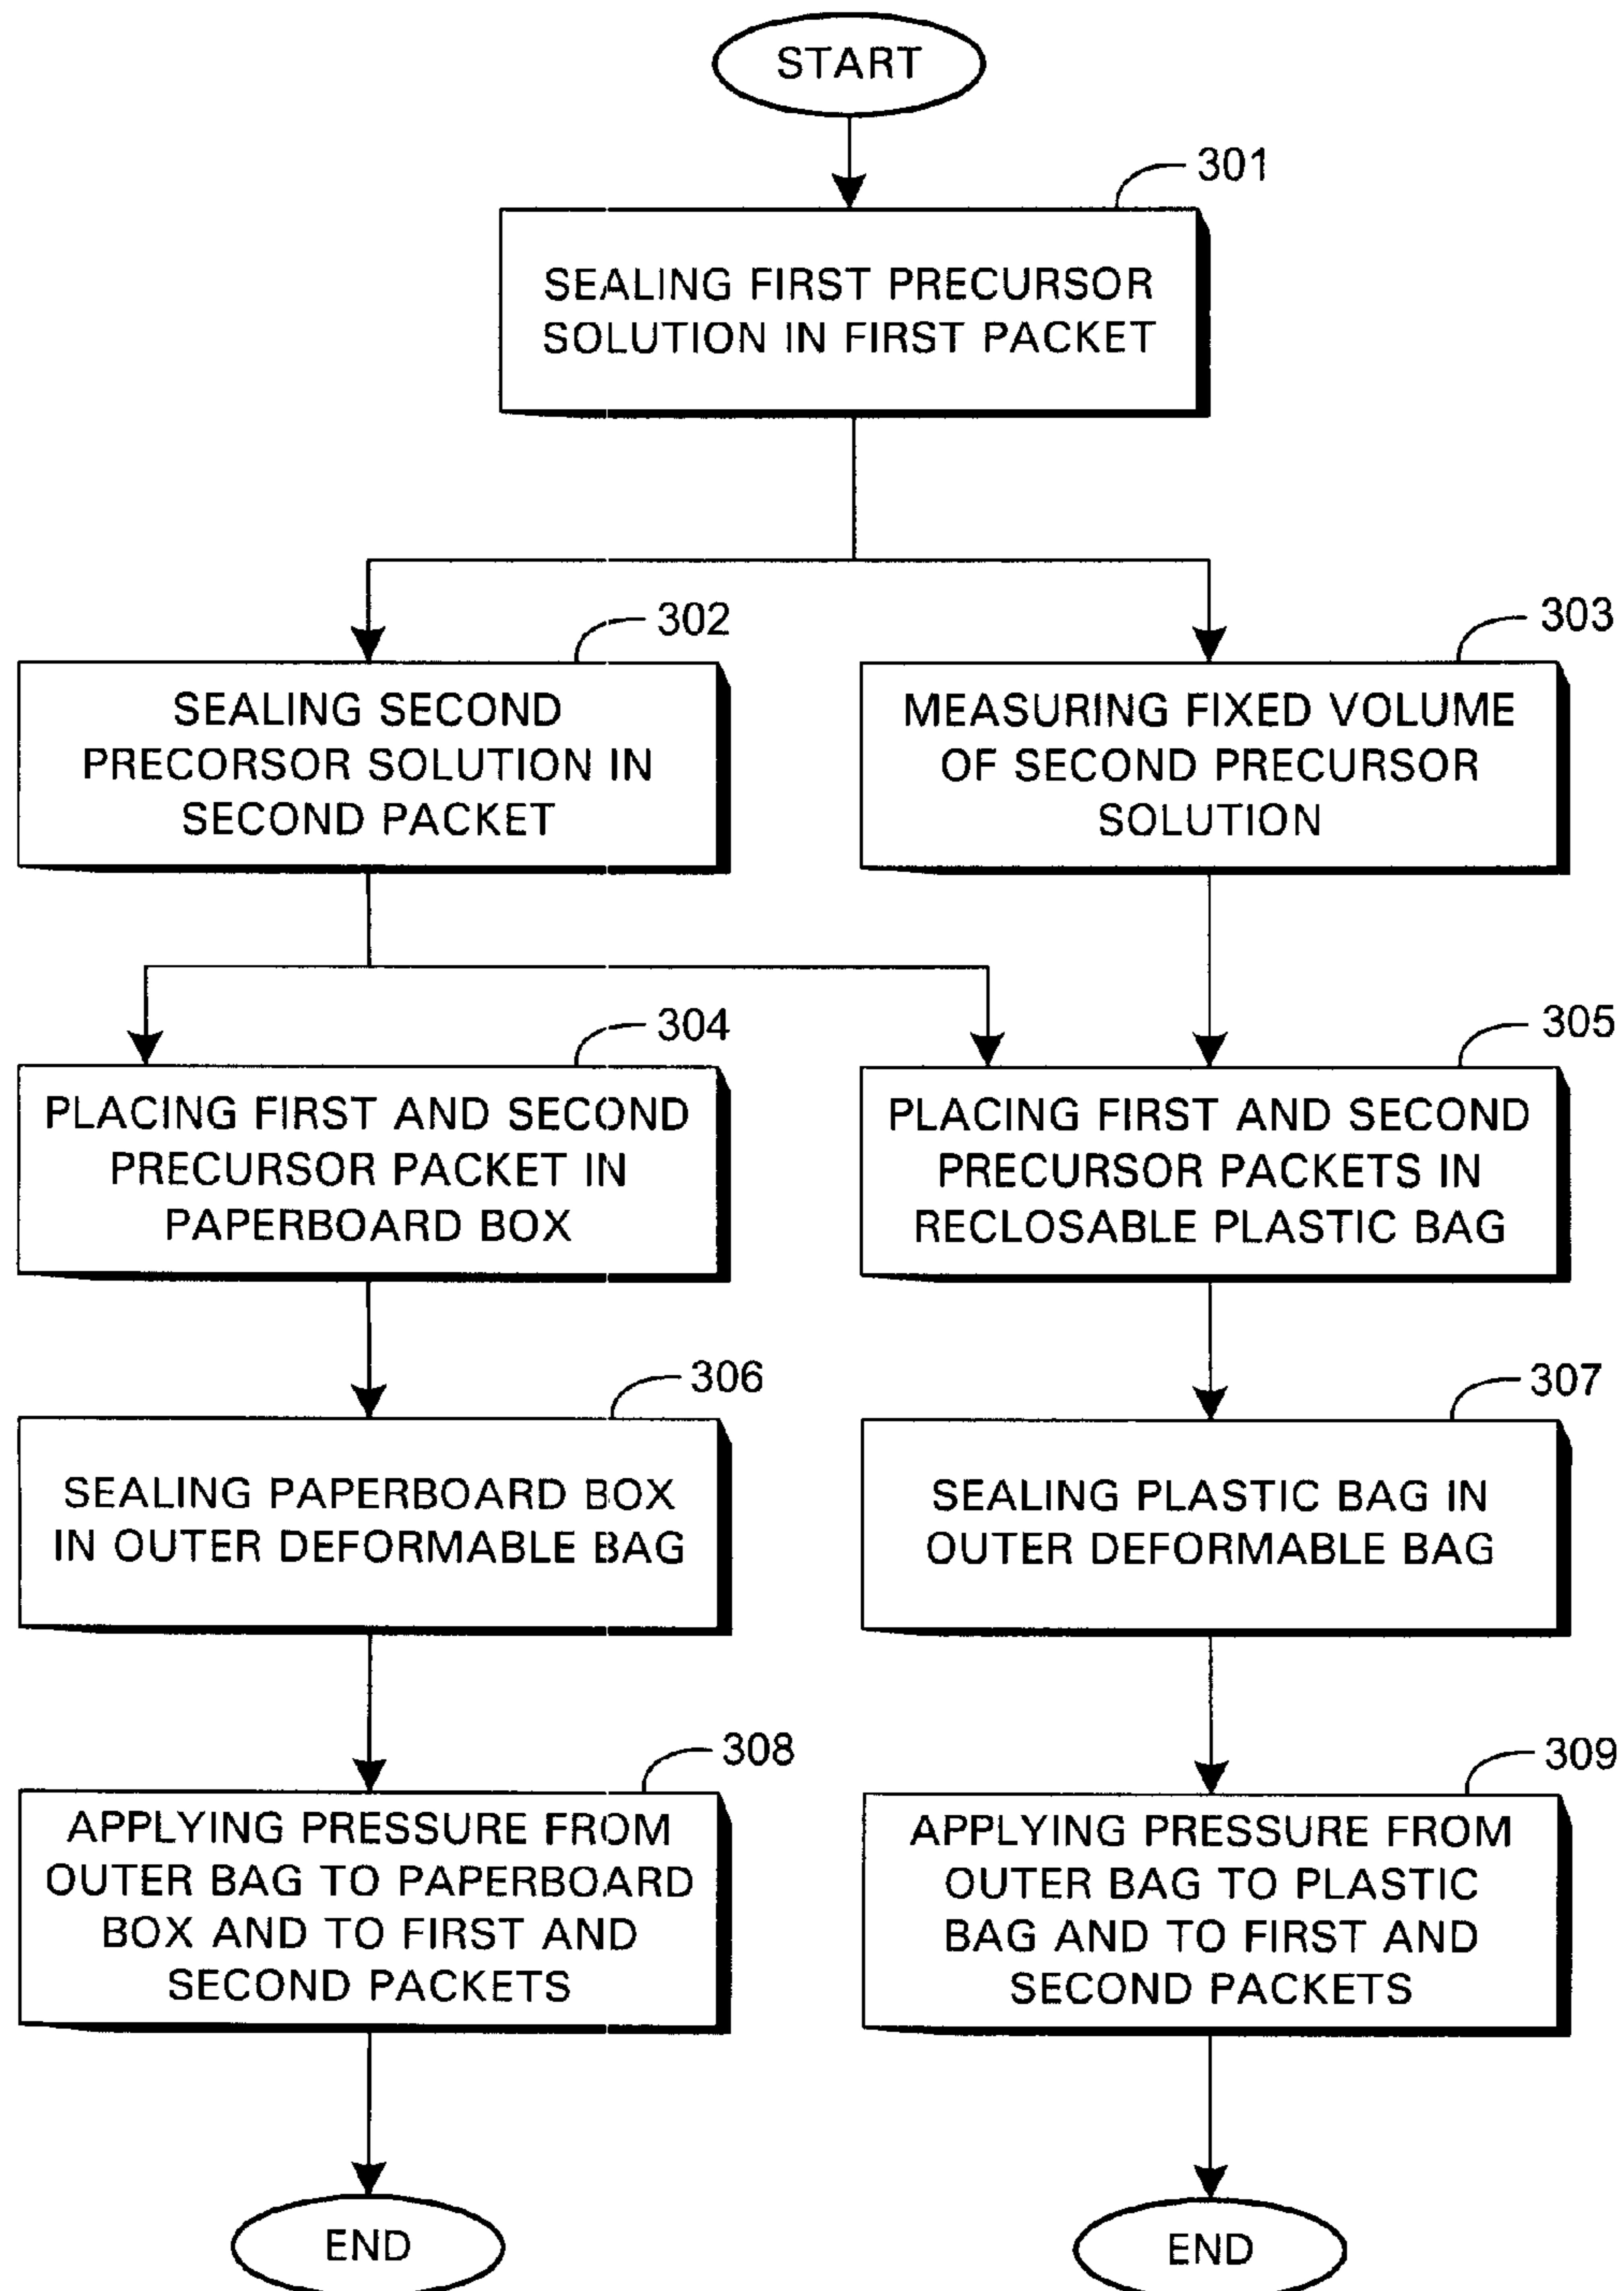 START
301
SEALING FIRST PRECURSOR
SOLUTION IN FIRST PACKET
302
SEALING SECOND
PRECORSOR SOLUTION IN
SECOND PACKET
303
MEASURING FIXED VOLUME
OF SECOND PRECURSOR
SOLUTION
304
PLACING FIRST AND SECOND
PRECURSOR PACKET IN
PAPERBOARD BOX
305
PLACING FIRST AND SECOND
PRECURSOR PACKETS IN
RECLOSABLE PLASTIC BAG
306
SEALING PAPERBOARD BOX
IN OUTER DEFORMABLE BAG
307
SEALING PLASTIC BAG IN
OUTER DEFORMABLE BAG
308
APPLYING PRESSURE FROM
OUTER BAG TO PAPERBOARD
BOX AND TO FIRST AND
SECOND PACKETS
309
APPLYING PRESSURE FROM
OUTER BAG TO PLASTIC
BAG AND TO FIRST AND
SECOND PACKETS
END
END